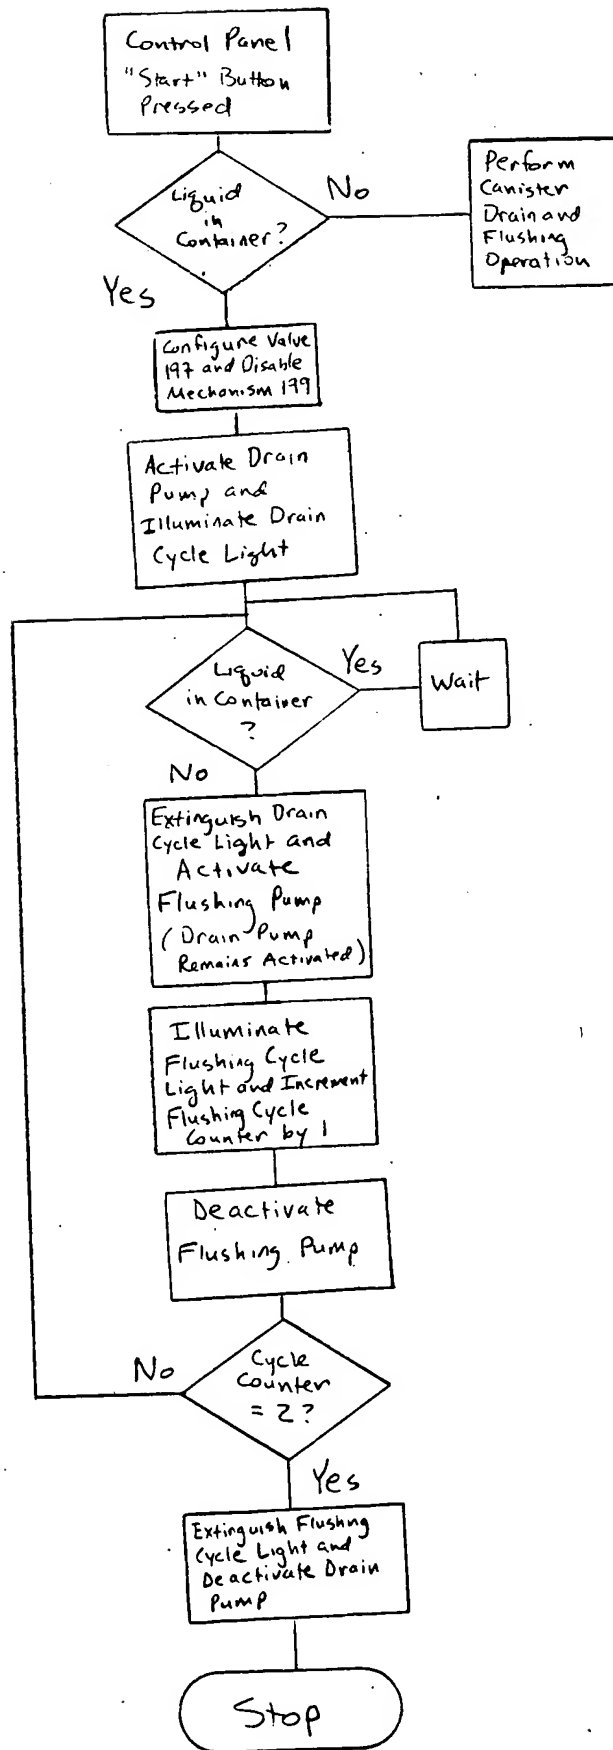 Control Panel
"Start" Button
Pressed
Liquid
in
Container?
No
Perform
Canister
Drain and
Flushing
Operation
Yes
Configure Valve
197 and Disable
Mechanism 199
Activate Drain
Pump and
Illuminate Drain
Cycle Light
Liquid
in Container
?
Yes
Wait
No
Extinguish Drain
Cycle Light and
Activate
Flushing Pump
(Drain Pump
Remains Activated)
Illuminate
Flushing Cycle
Light and Increment
Flushing Cycle
Counter by 1
Deactivate
Flushing Pump
No
Cycle
Counter
= 2?
Yes
Extinguish Flushing
Cycle Light and
Deactivate Drain
Pump
Stop